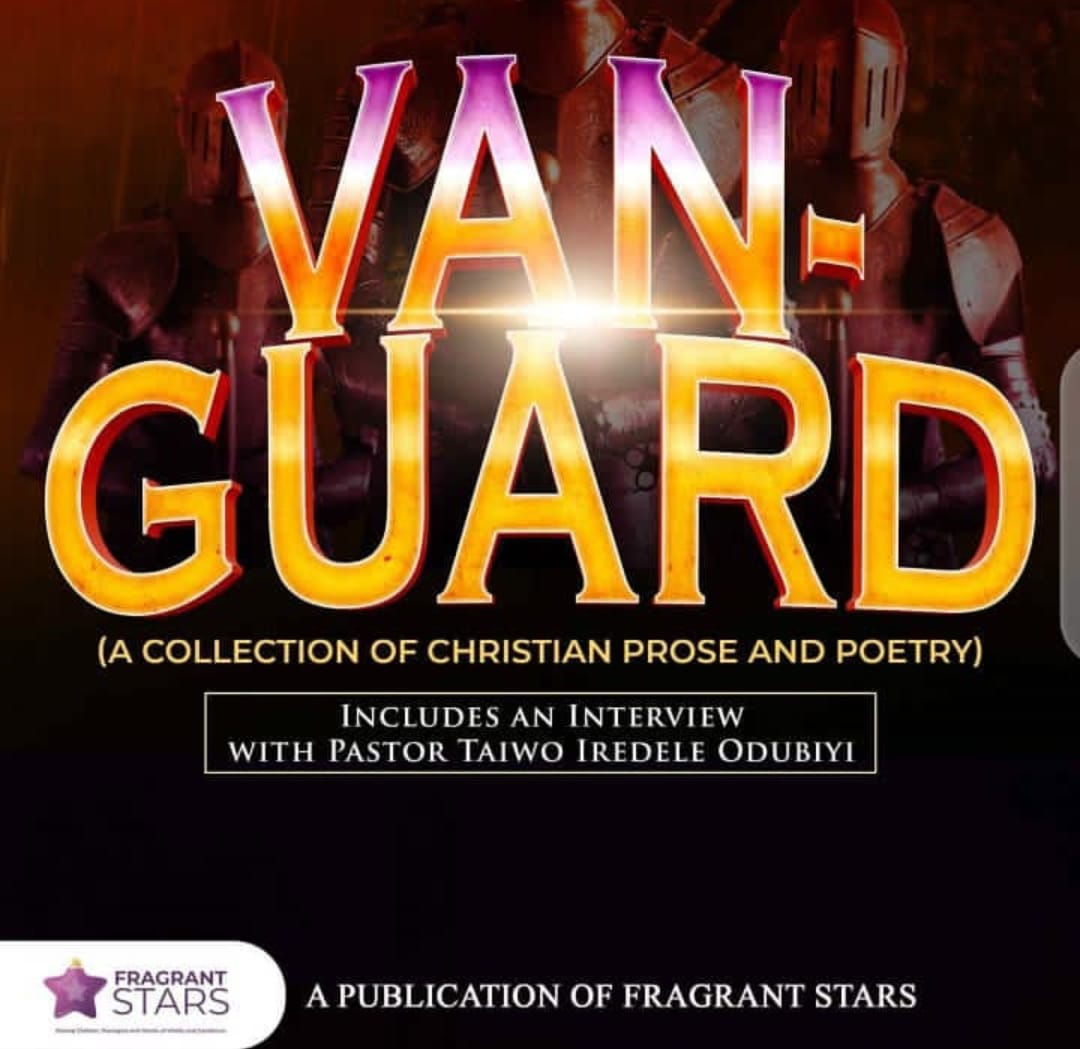 VAN-
GUARD
(A COLLECTION OF CHRISTIAN PROSE AND POETRY)
INCLUDES AN INTERVIEW
WITH PASTOR TAIWO IREDELE ODUBIYI
FRAGRANT
STARS
A PUBLICATION OF FRAGRANT STARS